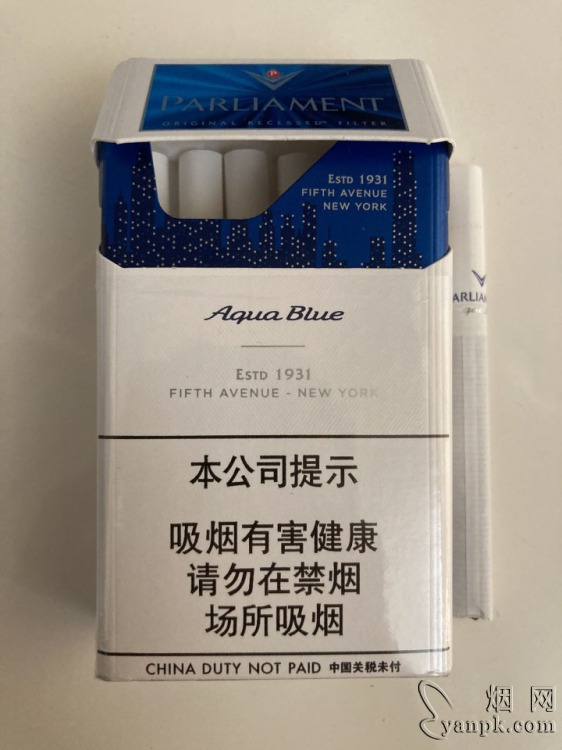 P
PARLIAMENT
ORIGINAL RECESSED FILTER
ESTD 1931
FIFTH AVENUE
NEW YORK
Aqua Blue
ESTD 1931
FIFTH AVENUE - NEW YORK
本公司提示
吸烟有害健康
请勿在禁烟
场所吸烟
CHINA DUTY NOT PAID 中国关税未付
ARLIA
烟网
yanpk.com